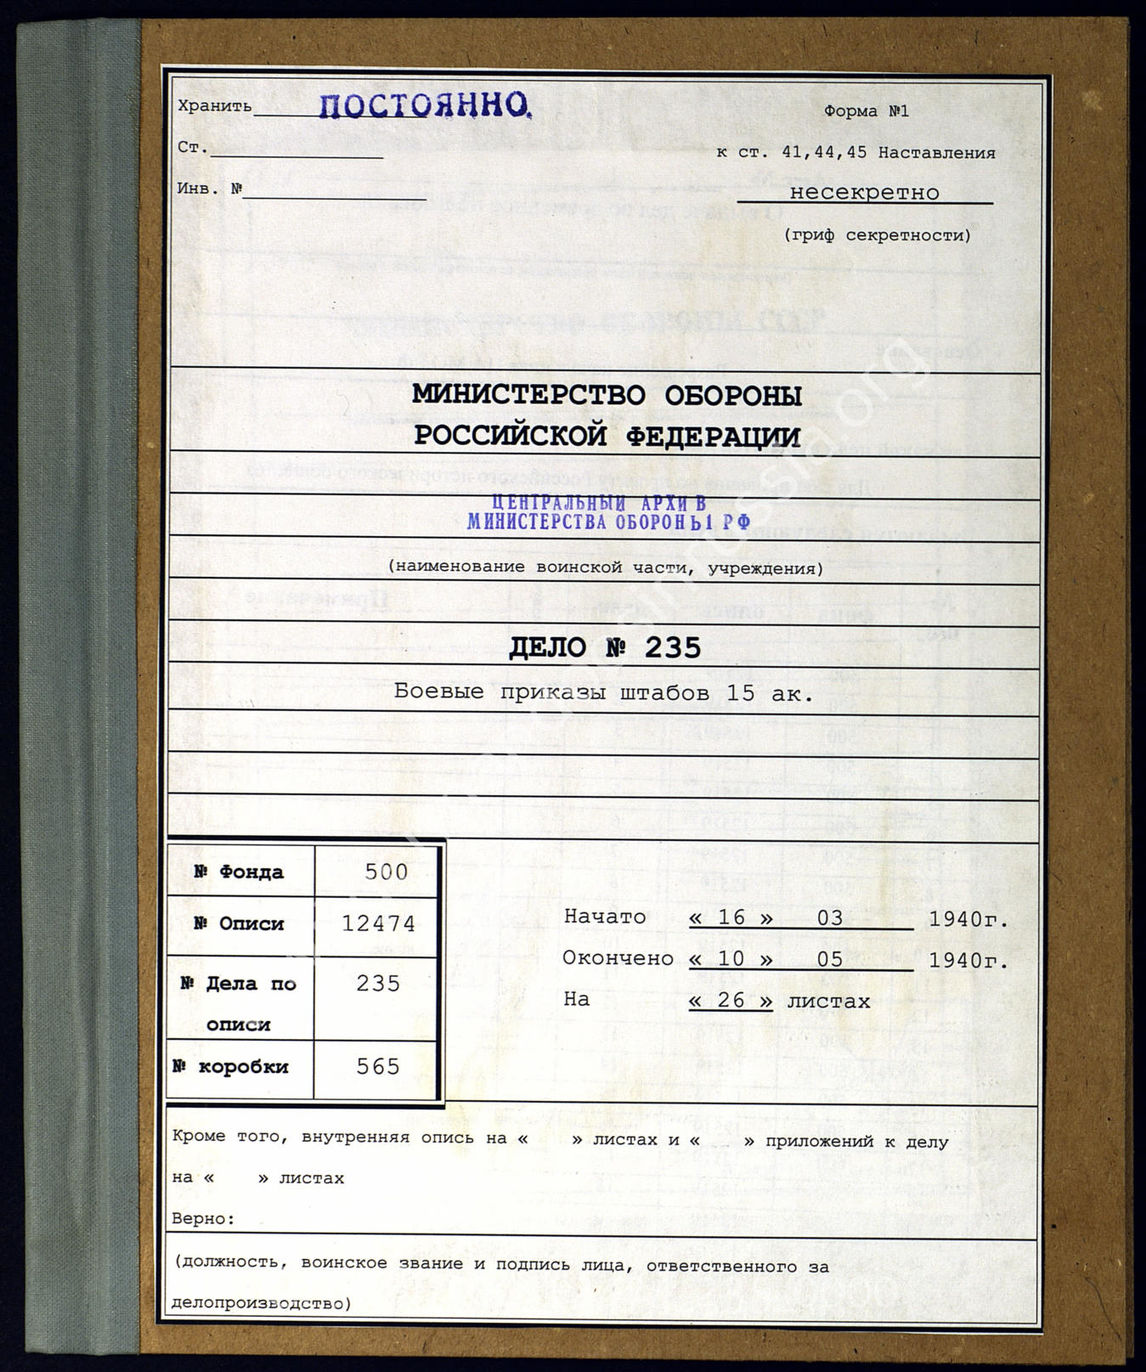 Хранить ПОСТОЯННО.
Форма №1
Ст.
к ст. 41,44,45 Наставления
Инв. №
несекретно
(гриф секретности)
МИНИСТЕРСТВО ОБОРОНЫ
РОССИЙСКОЙ ФЕДЕРАЦИИ
ЦЕНТРАЛЬНЫЙ АРХИВ
МИНИСТЕРСТВА ОБОРОНЫ РФ
(наименование воинской части, учреждения)
ДЕЛО № 235
Боевые приказы штабов 15 ак.
№ Фонда 500
№ Описи 12474
№ Дела по описи 235
№ коробки 565
Начато « 16 » 03 1940г.
Окончено « 10 » 05 1940г.
На « 26 » листах
Кроме того, внутренняя опись на « » листах и « » приложений к делу
на « » листах
Верно:
(должность, воинское звание и подпись лица, ответственного за
делопроизводство)